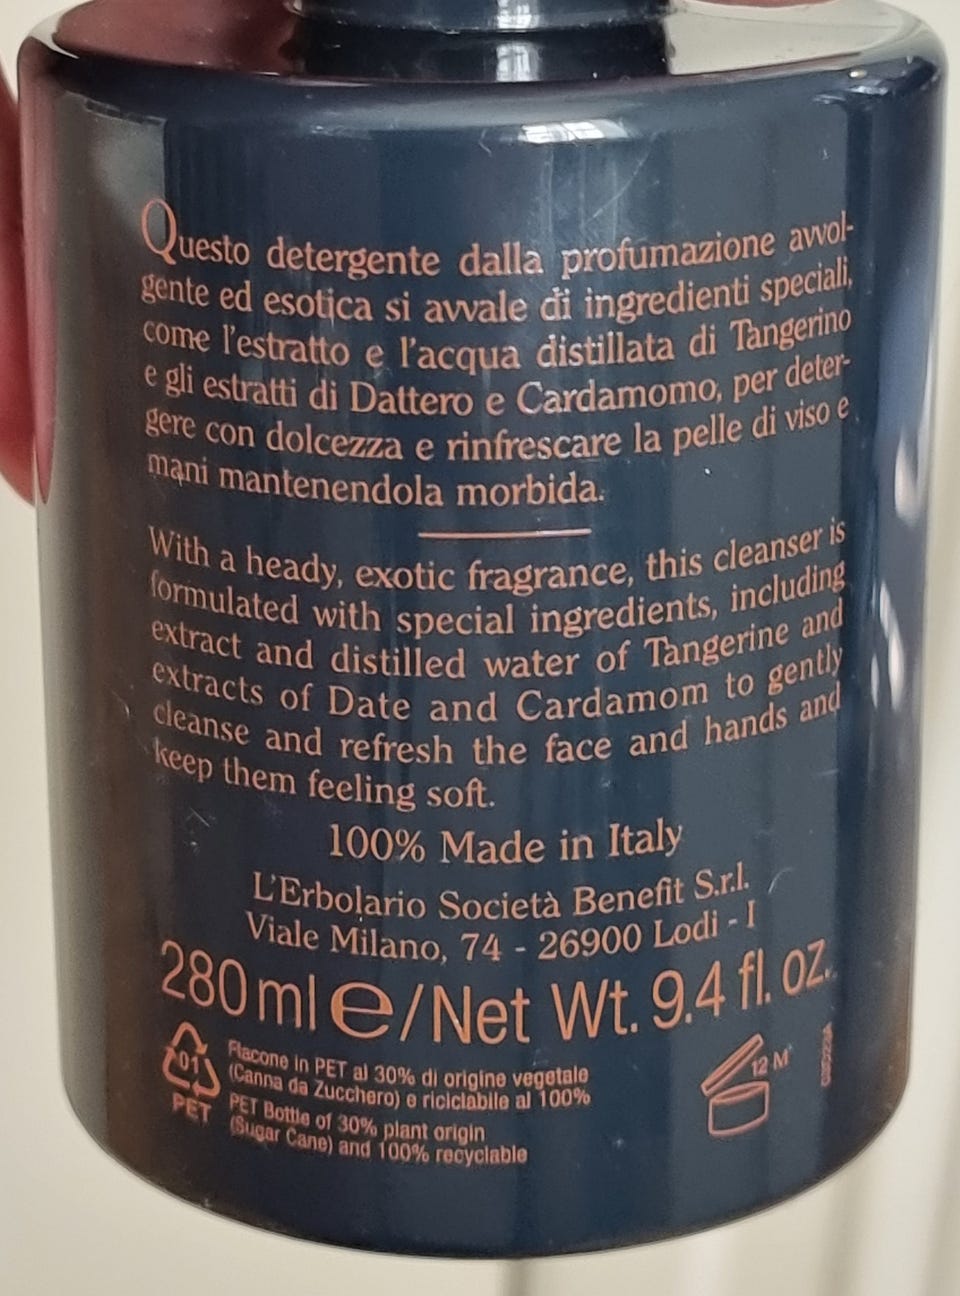 Questo detergente dalla profumazione avvol-
gente ed esotica si avvale di ingredienti speciali,
come l'estratto e l'acqua distillata di Tangerino
e gli estratti di Dattero e Cardamomo, per deter-
gere con dolcezza e rinfrescare la pelle di viso e
mani mantenendola morbida.
With a heady, exotic fragrance, this cleanser is
formulated with special ingredients, including
extract and distilled water of Tangerine and
extracts of Date and Cardamom to gently
cleanse and refresh the face and hands and
keep them feeling soft.
100% Made in Italy
L'Erbolario Società Benefit S.r.l.
Viale Milano, 74 - 26900 Lodi - I
280 ml e/Net Wt. 9.4 fl. oz.
01
PET
Flacone in PET al 30% di origine vegetale
(Canna da Zucchero) e riciclabile al 100%
PET Bottle of 30% plant origin
(Sugar Cane) and 100% recyclable
12 M